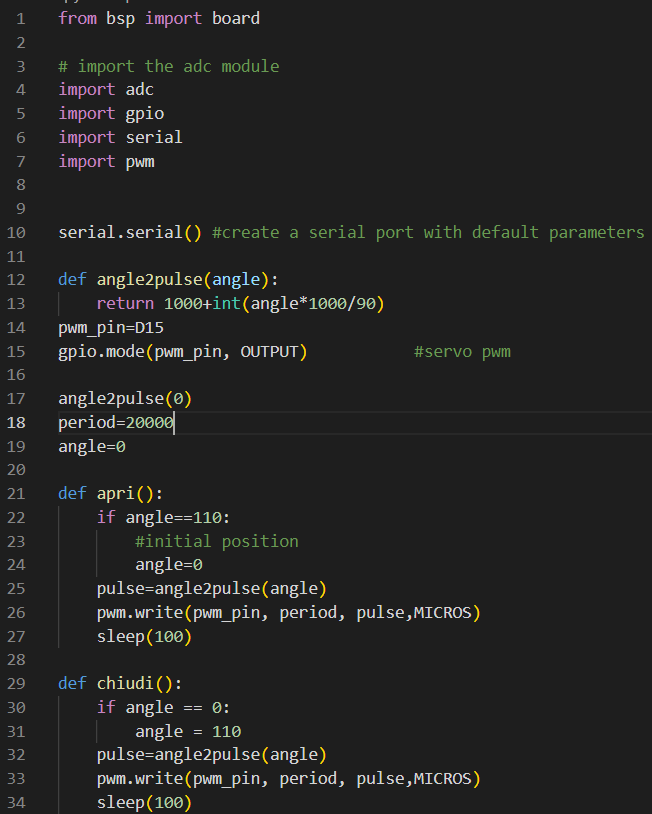 1 from bsp import board
2
3 # import the adc module
4 import adc
5 import gpio
6 import serial
7 import pwm
8
9
10 serial.serial() #create a serial port with default parameters
11
12 def angle2pulse(angle):
13     return 1000+int(angle*1000/90)
14 pwm_pin=D15
15 gpio.mode(pwm_pin, OUTPUT)           #servo pwm
16
17 angle2pulse(0)
18 period=20000
19 angle=0
20
21 def apri():
22     if angle==110:
23         #initial position
24         angle=0
25     pulse=angle2pulse(angle)
26     pwm.write(pwm_pin, period, pulse,MICROS)
27     sleep(100)
28
29 def chiudi():
30     if angle == 0:
31         angle = 110
32     pulse=angle2pulse(angle)
33     pwm.write(pwm_pin, period, pulse,MICROS)
34     sleep(100)